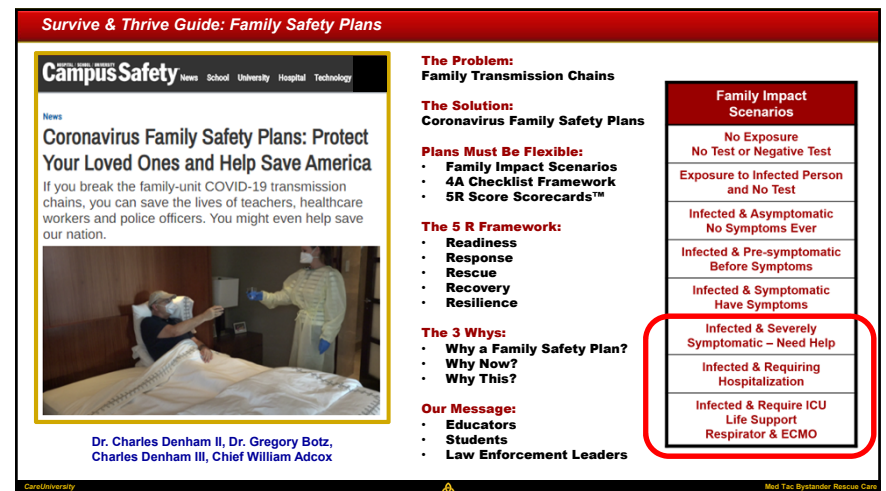 Survive & Thrive Guide: Family Safety Plans
HOSPITAL / SCHOOL / UNIVERSITY
Campus Safety News School University Hospital Technology
News
Coronavirus Family Safety Plans: Protect
Your Loved Ones and Help Save America
If you break the family-unit COVID-19 transmission
chains, you can save the lives of teachers, healthcare
workers and police officers. You might even help save
our nation.
Dr. Charles Denham II, Dr. Gregory Botz,
Charles Denham III, Chief William Adcox
The Problem:
Family Transmission Chains
The Solution:
Coronavirus Family Safety Plans
Plans Must Be Flexible:
• Family Impact Scenarios
• 4A Checklist Framework
• 5R Score Scorecards™
The 5 R Framework:
• Readiness
• Response
• Rescue
• Recovery
• Resilience
The 3 Whys:
• Why a Family Safety Plan?
• Why Now?
• Why This?
Our Message:
• Educators
• Students
• Law Enforcement Leaders
Family Impact
Scenarios
No Exposure
No Test or Negative Test
Exposure to Infected Person
and No Test
Infected & Asymptomatic
No Symptoms Ever
Infected & Pre-symptomatic
Before Symptoms
Infected & Symptomatic
Have Symptoms
Infected & Severely
Symptomatic – Need Help
Infected & Requiring
Hospitalization
Infected & Require ICU
Life Support
Respirator & ECMO
CareUniversity
Med Tac Bystander Rescue Care